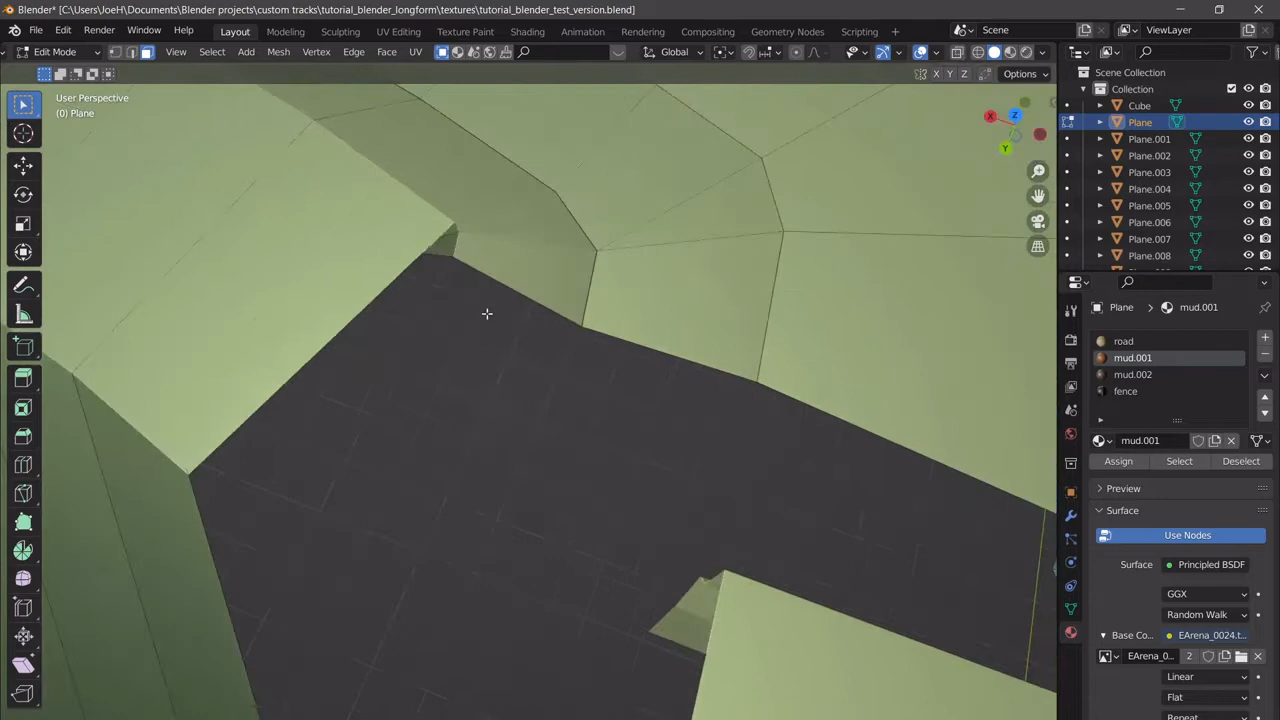 Blender* [C:\Users\JoeH\Documents\Blender projects\custom tracks\tutorial_blender_longform\textures\tutorial_blender_test_version.blend]
File Edit Render Window Help Layout Modeling Sculpting UV Editing Texture Paint Shading Animation Rendering Compositing Geometry Nodes Scripting + Scene ViewLayer
Edit Mode View Select Add Mesh Vertex Edge Face UV Global
X Y Z Options
User Perspective
(0) Plane
X Z Y
Scene Collection
Collection
Cube
Plane
Plane.001
Plane.002
Plane.003
Plane.004
Plane.005
Plane.006
Plane.007
Plane.008
Plane mud.001
road
mud.001
mud.002
fence
mud.001
Assign Select Deselect
Preview
Surface
Use Nodes
Surface Principled BSDF
GGX
Random Walk
Base Co... EArena_0024.t...
EArena_0... 2
Linear
Flat
Repeat